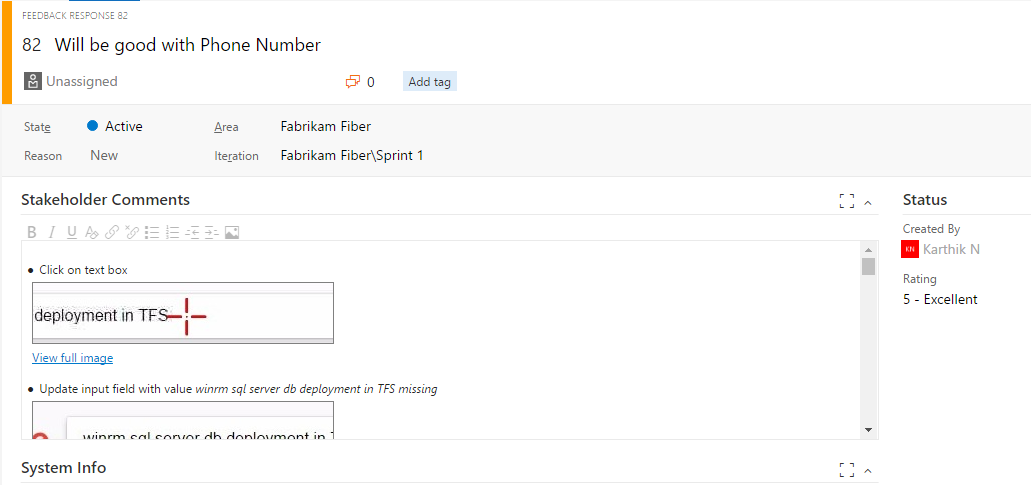 FEEDBACK RESPONSE 82
82 Will be good with Phone Number
Unassigned 0 Add tag
State Active Area Fabrikam Fiber
Reason New Iteration Fabrikam Fiber\Sprint 1
Stakeholder Comments
B I U A
• Click on text box
deployment in TFS
View full image
• Update input field with value winrm sql server db deployment in TFS missing
winrm sql server db deployment in T
System Info
Status
Created By
KN Karthik N
Rating
5 - Excellent